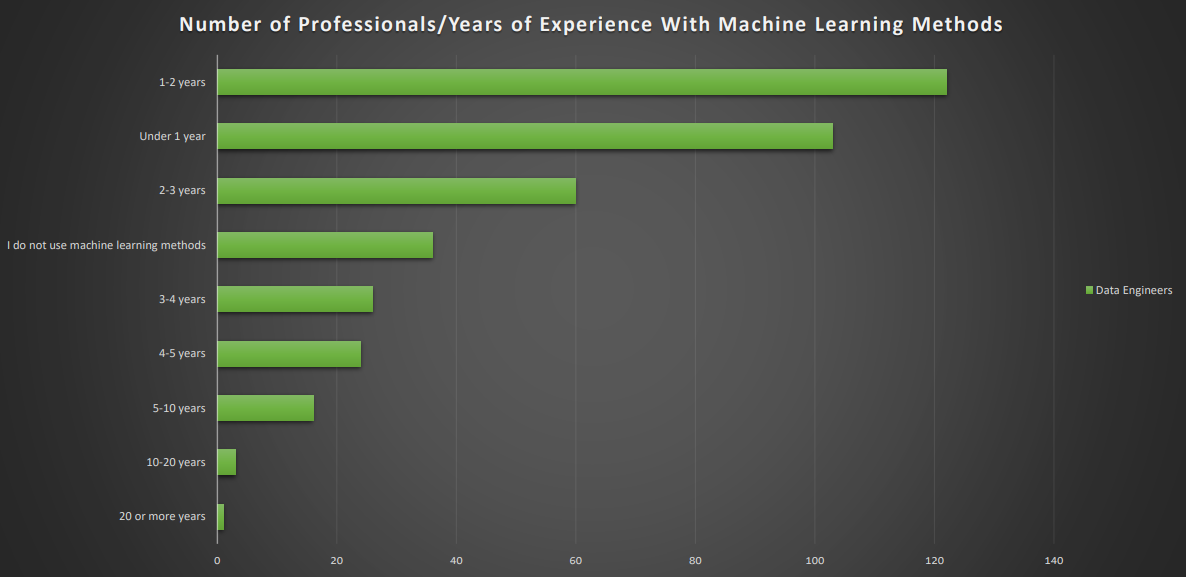 Number of Professionals/Years of Experience With Machine Learning Methods
1-2 years
Under 1 year
2-3 years
I do not use machine learning methods
3-4 years
4-5 years
5-10 years
10-20 years
20 or more years
0 20 40 60 80 100 120 140
Data Engineers